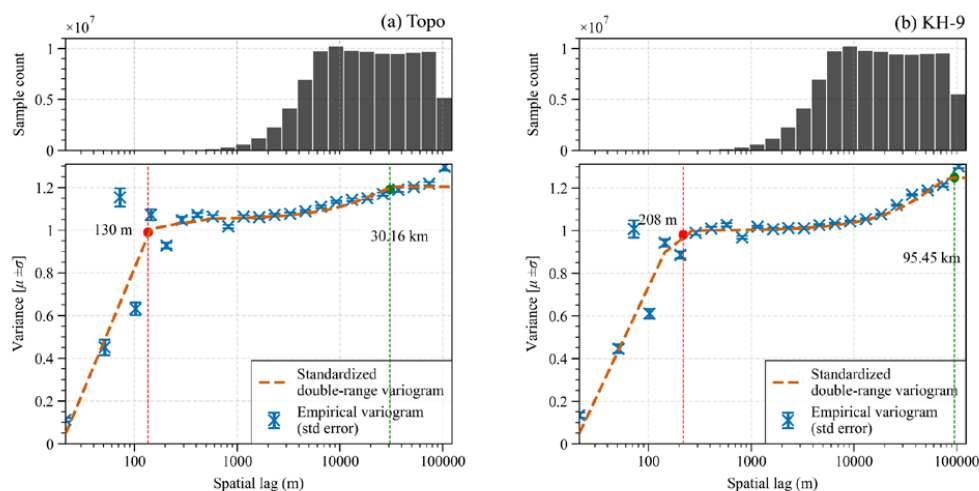 (a) Topo
×10⁷
Sample count
1
0.5
0
Variance [μ ±σ]
1.2
1.0
0.8
0.6
0.4
0.2
0
130 m
30.16 km
Standardized
double-range variogram
Empirical variogram
(std error)
100
1000
10000
100000
Spatial lag (m)
(b) KH-9
×10⁷
Sample count
1
0.5
0
Variance [μ ±σ]
1.2
1.0
0.8
0.6
0.4
0.2
0
208 m
95.45 km
Standardized
double-range variogram
Empirical variogram
(std error)
100
1000
10000
100000
Spatial lag (m)